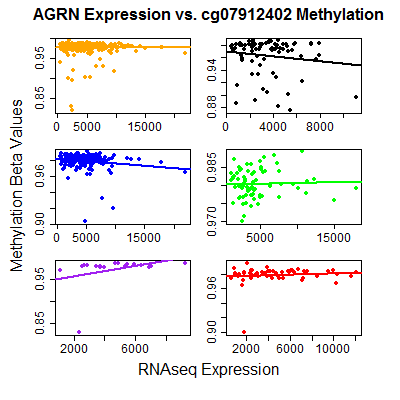 AGRN Expression vs. cg07912402 Methylation
Methylation Beta Values
0.95
0.85
0 5000 15000
0.94
0.88
0 4000 8000
0.96
0.90
0 5000 15000
0.985
0.970
5000 15000
0.95
0.85
2000 6000
0.96
0.90
2000 6000 10000
RNAseq Expression